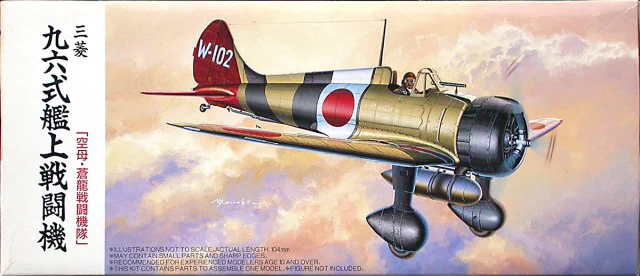 三菱
九六式艦上戦闘機
「空母・蒼龍戦闘機隊」
W-102
*ILLUSTRATIONS NOT TO SCALE. ACTUAL LENGTH. 104mm
*MAY CONTAIN SMALL PARTS AND SHARP EDGES.
*RECOMMENDED FOR EXPERIENCED MODELERS AGE 10 AND OVER.
*THIS KIT CONTAINS PARTS TO ASSEMBLE ONE MODEL. *FIGURE NOT INCLUDED.